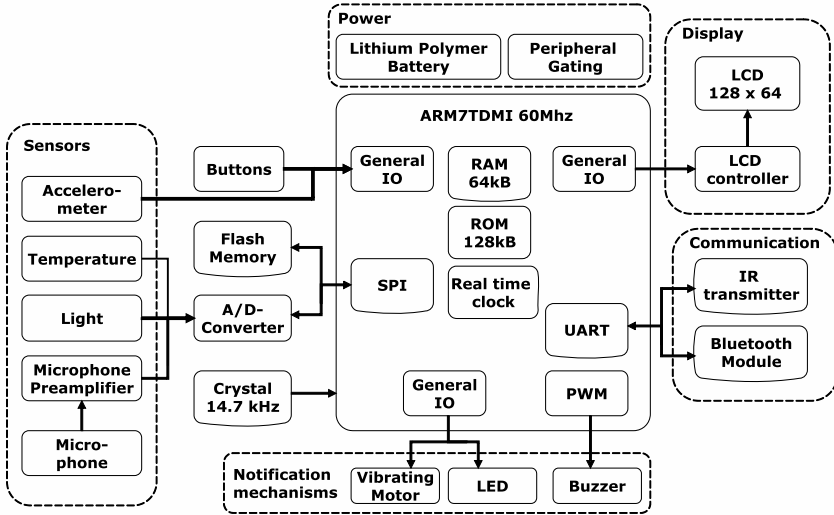 Power
Lithium Polymer
Battery
Peripheral
Gating
Display
LCD
128 x 64
LCD
controller
ARM7TDMI 60Mhz
General
IO
RAM
64kB
General
IO
ROM
128kB
SPI
Real time
clock
UART
General
IO
PWM
Sensors
Accelero-
meter
Temperature
Light
Microphone
Preamplifier
Micro-
phone
Buttons
Flash
Memory
A/D-
Converter
Crystal
14.7 kHz
Communication
IR
transmitter
Bluetooth
Module
Notification
mechanisms
Vibrating
Motor
LED
Buzzer